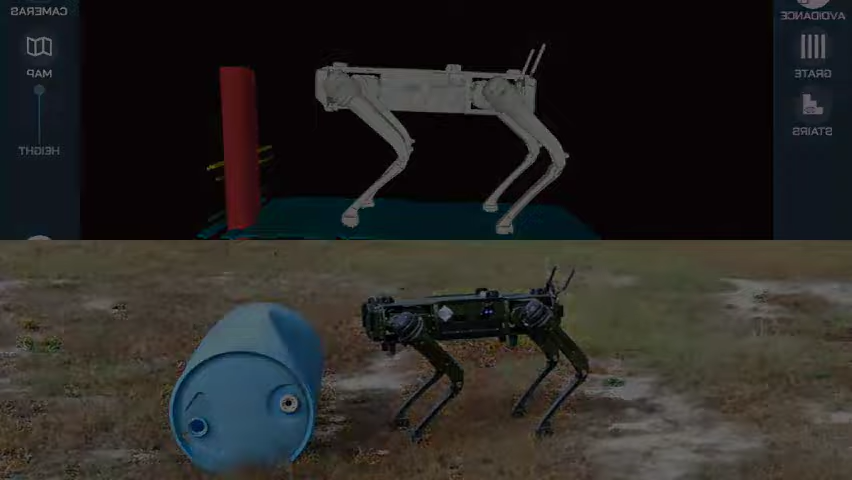 CAMERAS
MAP
HEIGHT
AVOIDANCE
GRATE
STAIRS